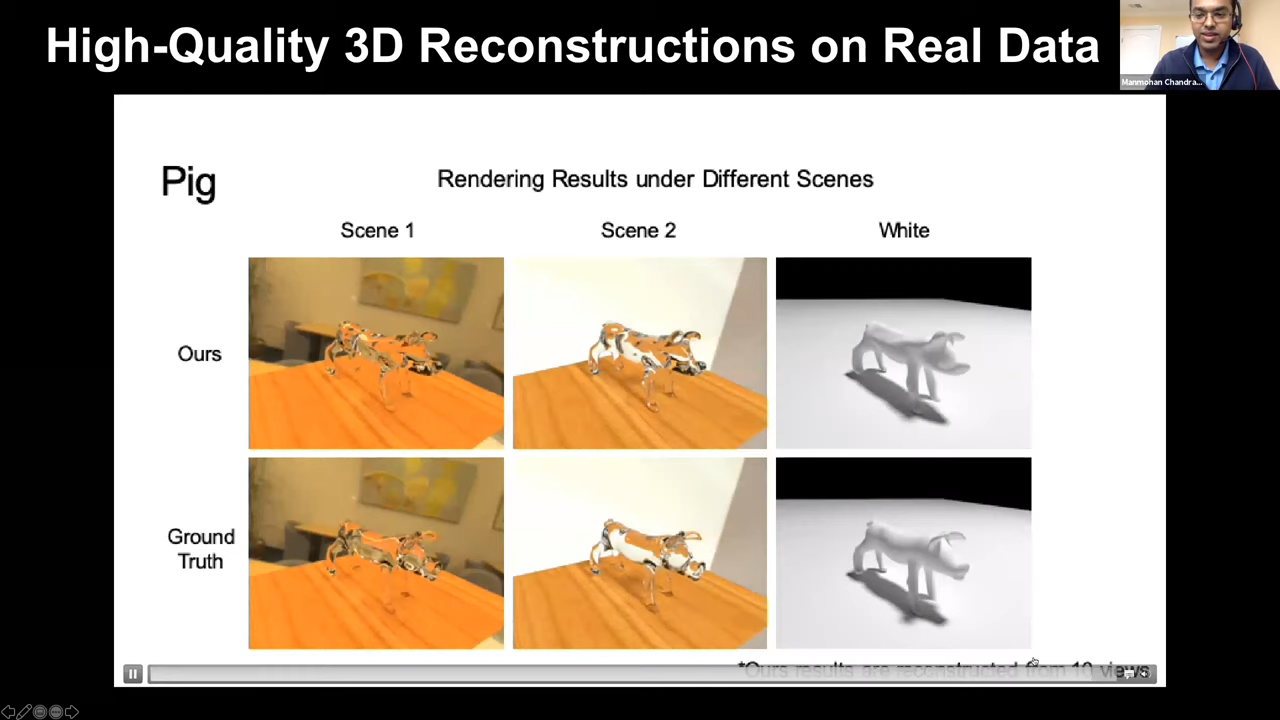 High-Quality 3D Reconstructions on Real Data
Manmohan Chandra...
Pig
Rendering Results under Different Scenes
Scene 1
Scene 2
White
Ours
Ground
Truth
*Ours results are reconstructed from 10 views